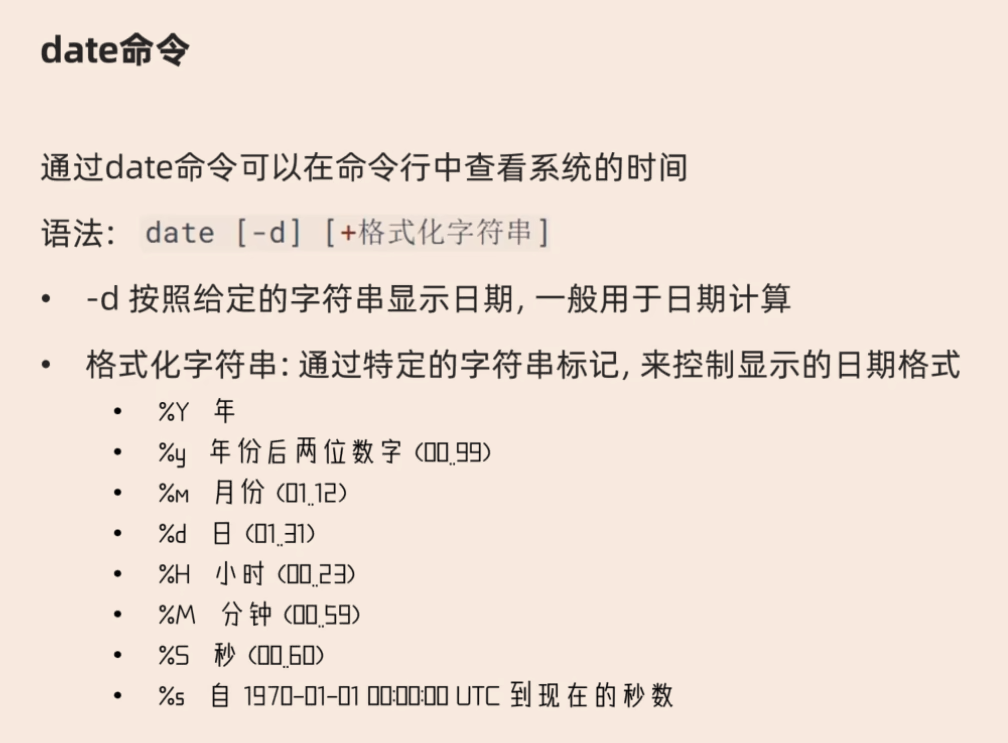 date命令
通过date命令可以在命令行中查看系统的时间
语法： date [-d] [+格式化字符串]
• -d 按照给定的字符串显示日期，一般用于日期计算
• 格式化字符串：通过特定的字符串标记，来控制显示的日期格式
• %Y 年
• %y 年份后两位数字 (00..99)
• %m 月份 (01..12)
• %d 日 (01..31)
• %H 小时 (00..23)
• %M 分钟 (00..59)
• %S 秒 (00..60)
• %s 自 1970-01-01 00:00:00 UTC 到现在的秒数